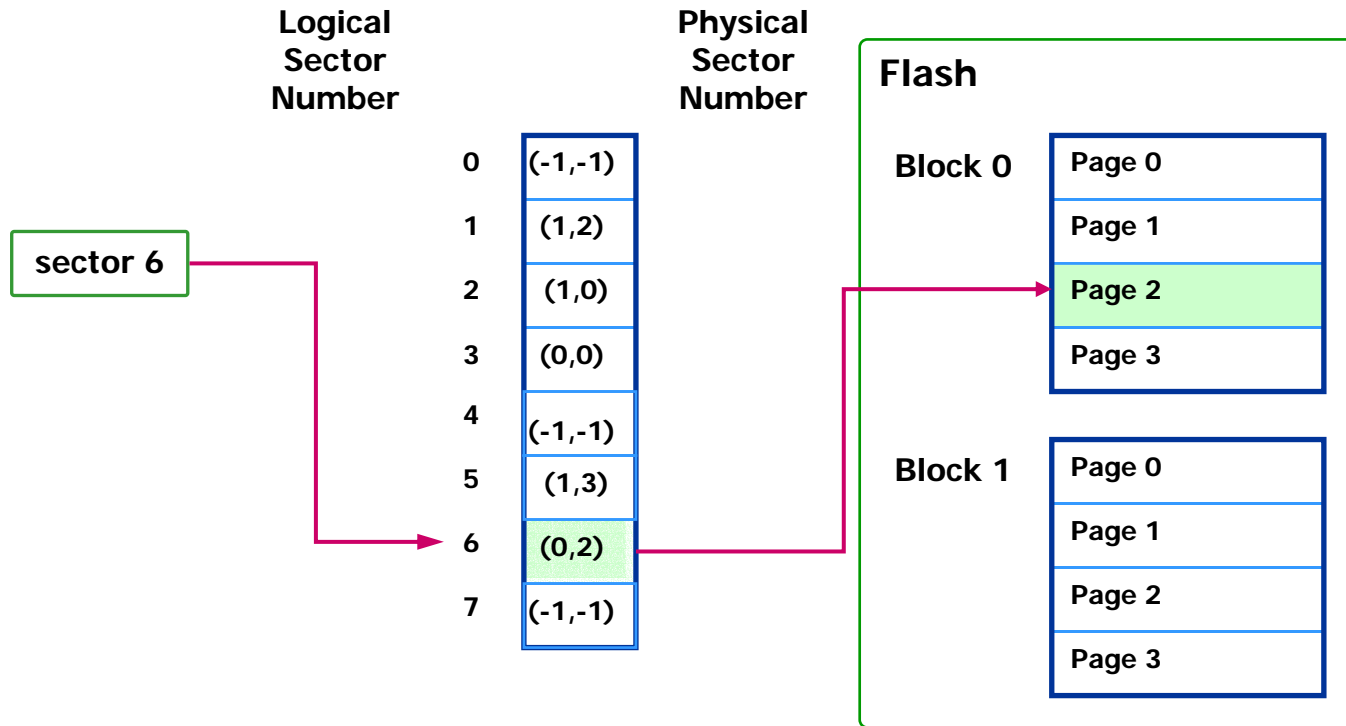 Logical
Sector
Number
Physical
Sector
Number
Flash
sector 6
0 (-1,-1)
1 (1,2)
2 (1,0)
3 (0,0)
4 (-1,-1)
5 (1,3)
6 (0,2)
7 (-1,-1)
Block 0
Page 0
Page 1
Page 2
Page 3
Block 1
Page 0
Page 1
Page 2
Page 3